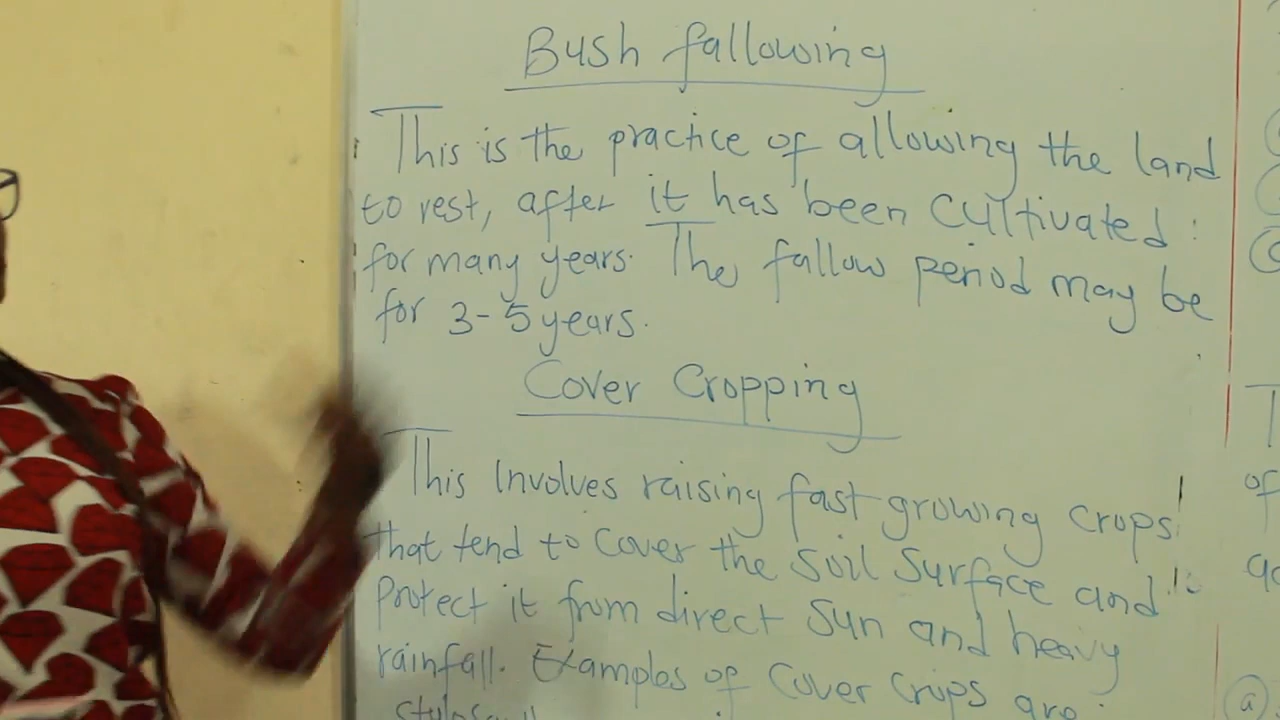 Bush fallowing
This is the practice of allowing the land
to rest, after it has been cultivated
for many years. The fallow period may be
for 3-5 years.
Cover Cropping
This Involves raising fast growing crops
that tend to cover the soil surface and
protect it from direct sun and heavy
rainfall. Examples of cover crops are
of
a